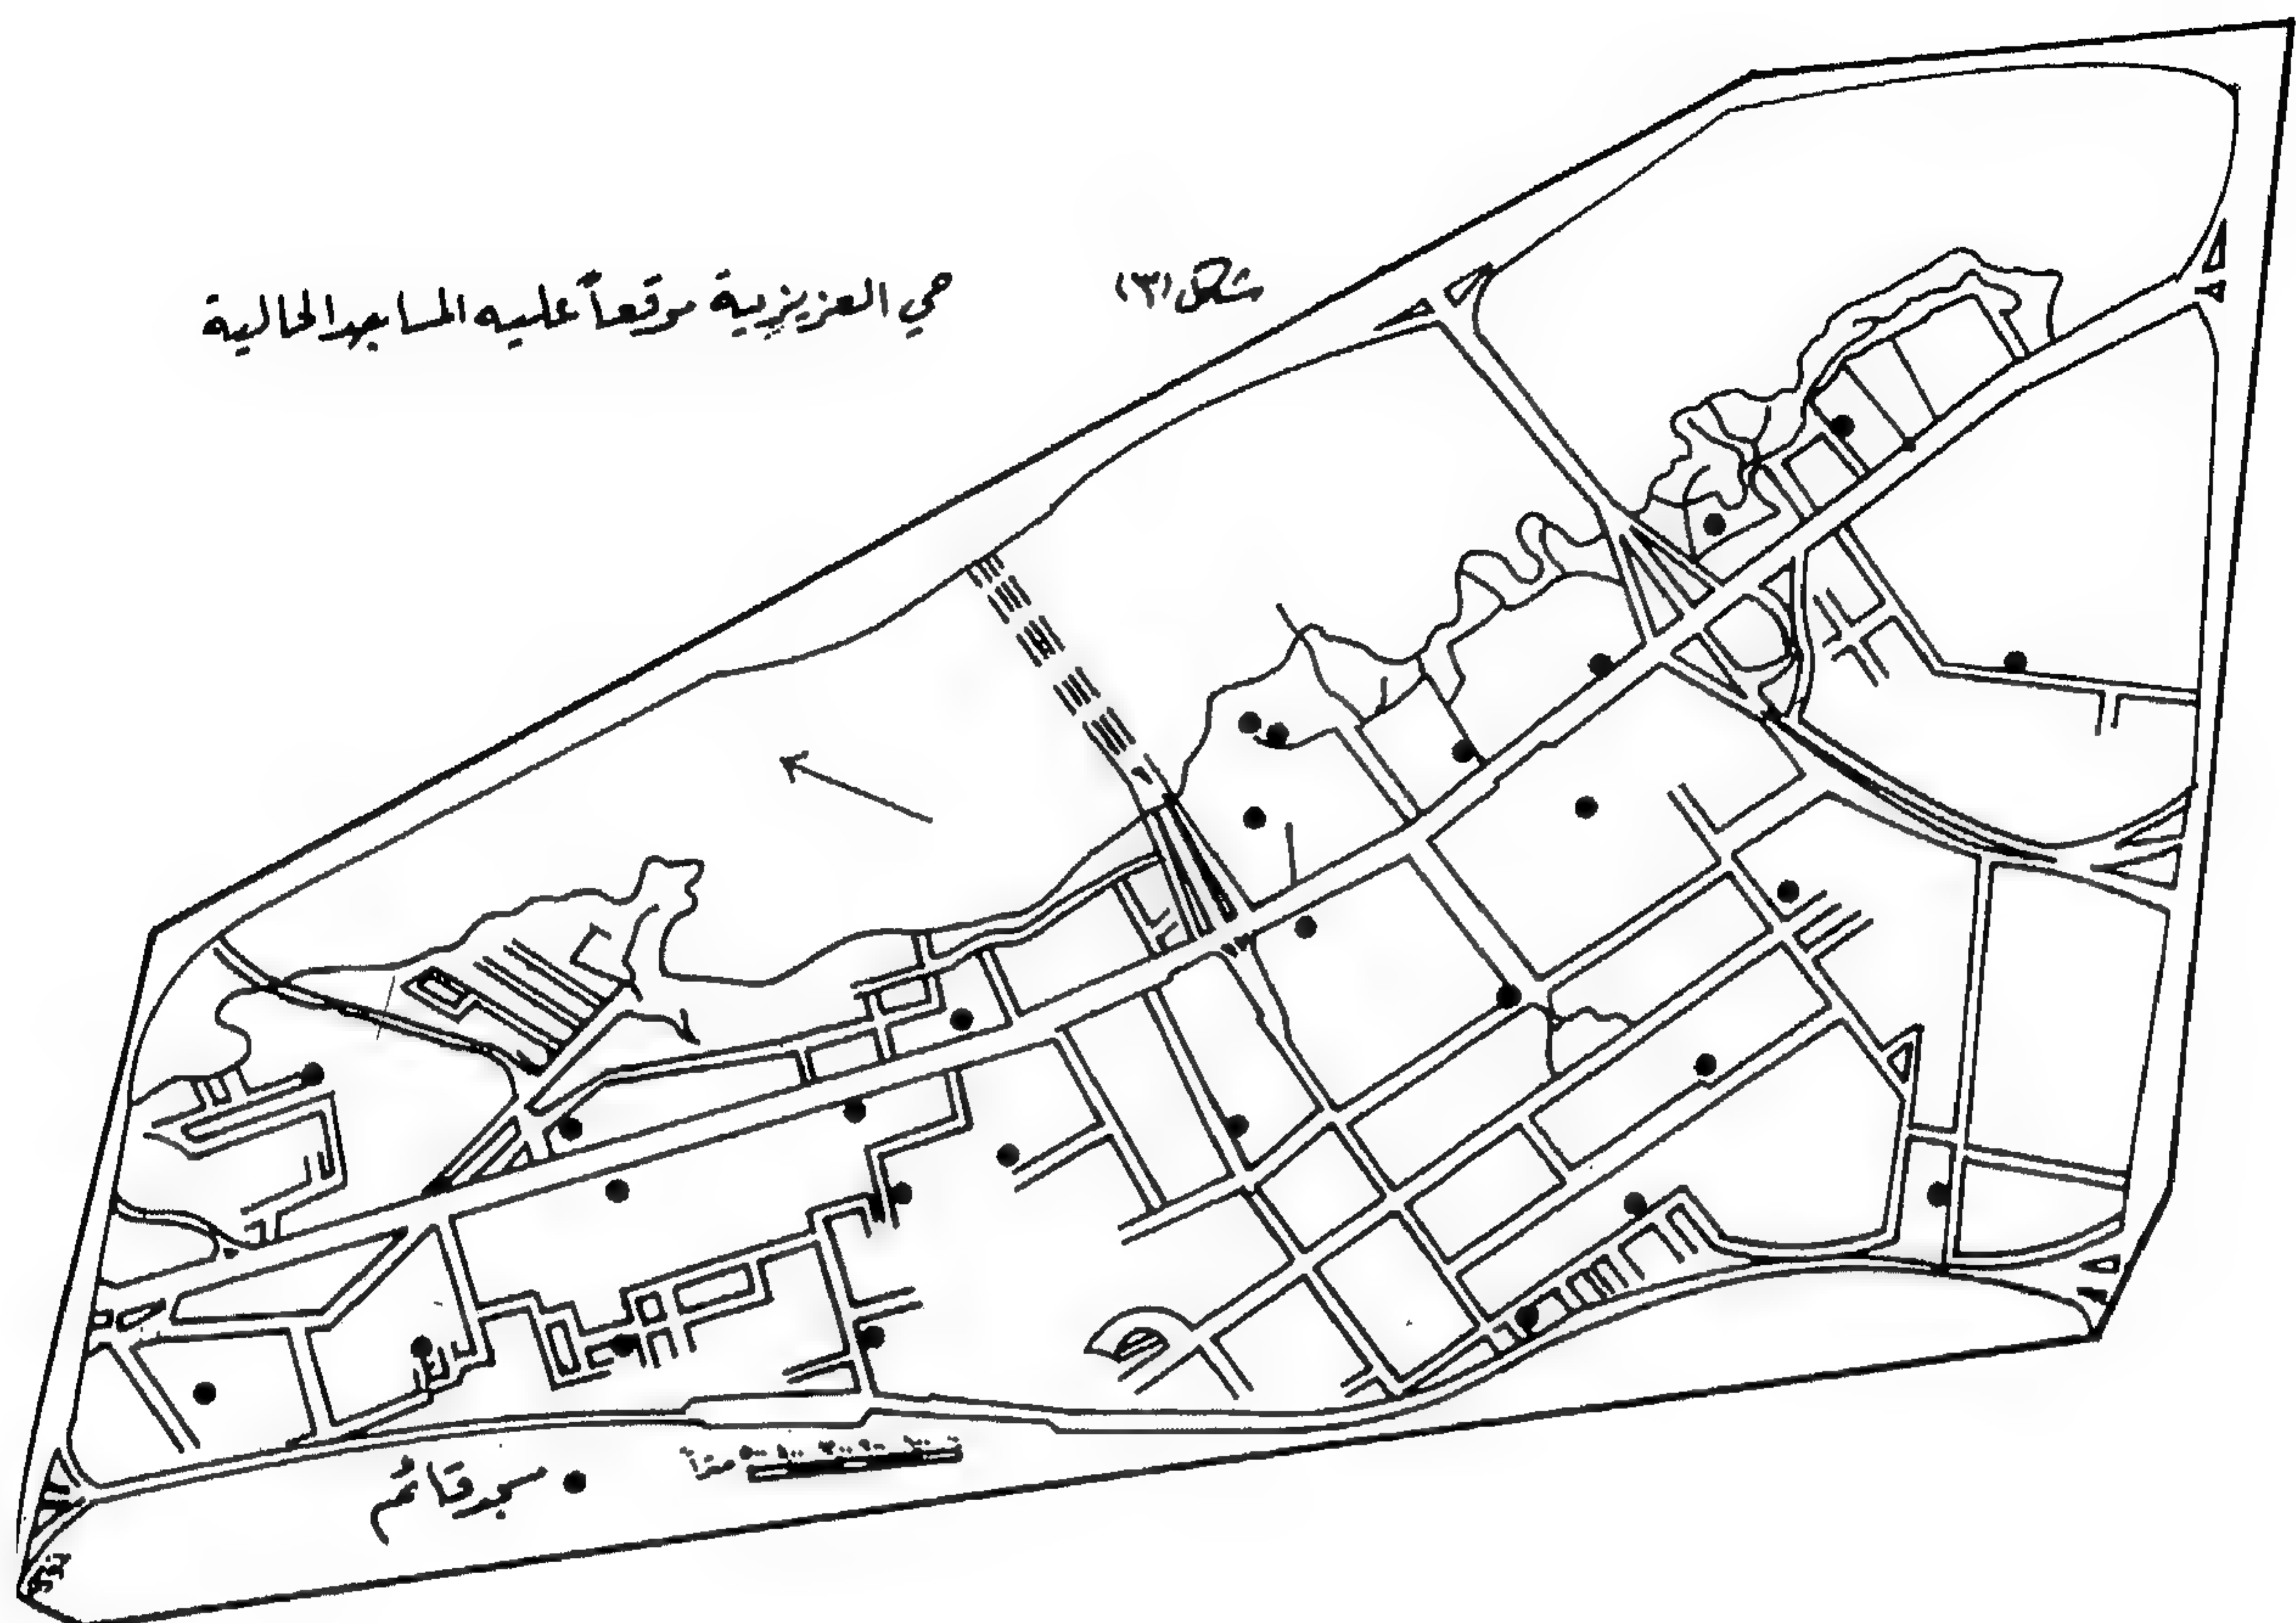 شكل (٣) حي العزيزية موقعاً عليه المساجد الحالية
مسجد قائم